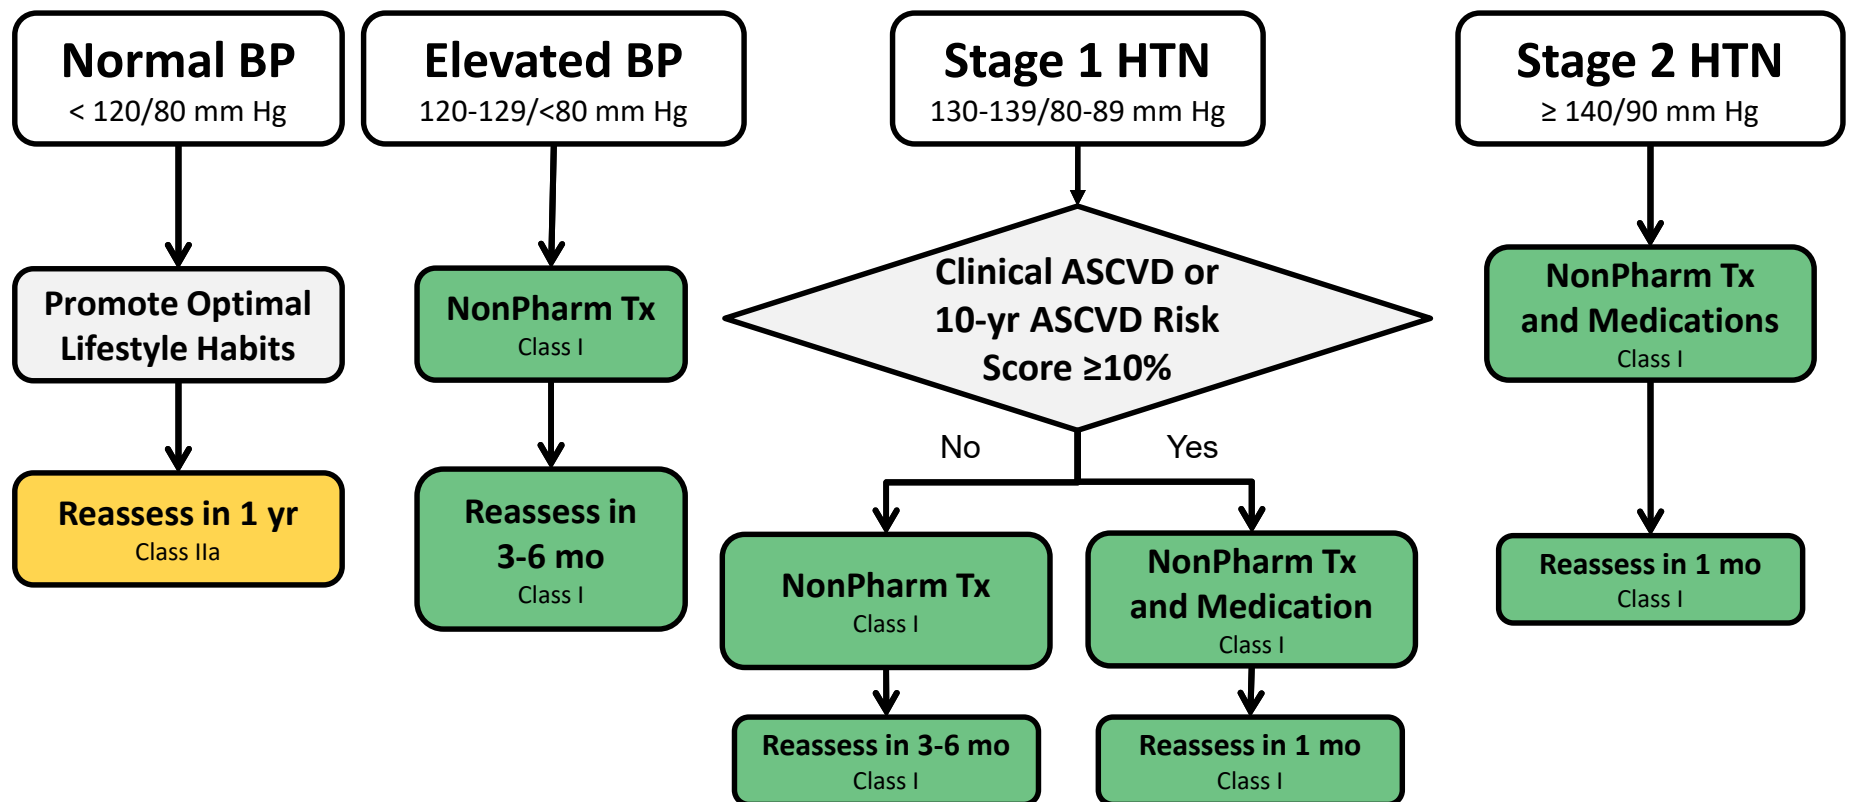 Normal BP
< 120/80 mm Hg
Promote Optimal
Lifestyle Habits
Reassess in 1 yr
Class IIa
Elevated BP
120-129/<80 mm Hg
NonPharm Tx
Class I
Reassess in
3-6 mo
Class I
Stage 1 HTN
130-139/80-89 mm Hg
Clinical ASCVD or
10-yr ASCVD Risk
Score ≥10%
No
Yes
NonPharm Tx
Class I
Reassess in 3-6 mo
Class I
NonPharm Tx
and Medication
Class I
Reassess in 1 mo
Class I
Stage 2 HTN
≥ 140/90 mm Hg
NonPharm Tx
and Medications
Class I
Reassess in 1 mo
Class I